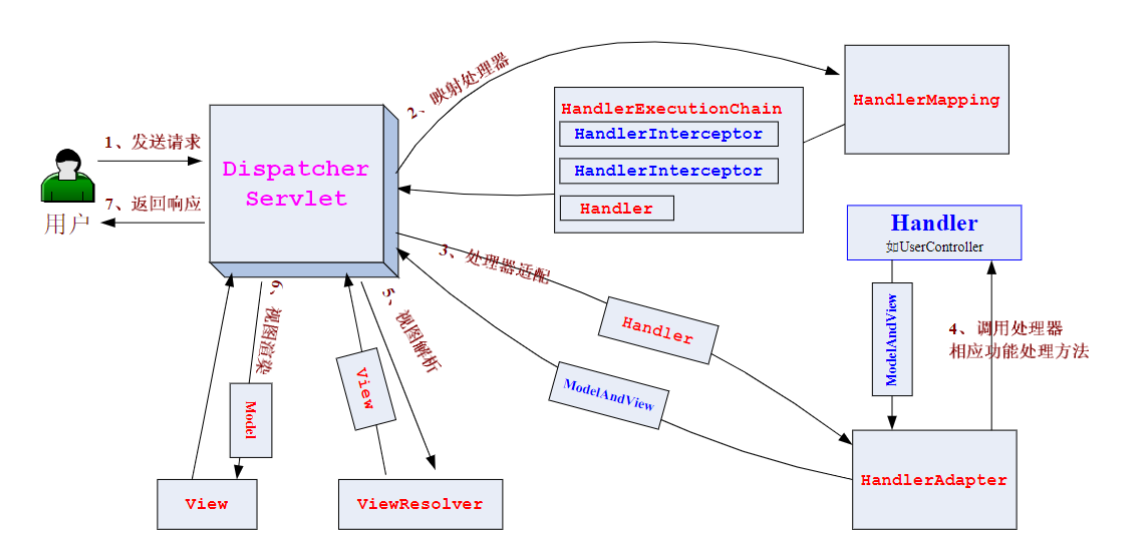 1、发送请求
用户
7、返回响应
Dispatcher
Servlet
2、映射处理器
HandlerExecutionChain
HandlerInterceptor
HandlerInterceptor
Handler
HandlerMapping
3、处理器适配
Handler
ModelAndView
Handler
如UserController
ModelAndView
4、调用处理器
相应功能处理方法
HandlerAdapter
5、视图解析
View
ViewResolver
6、视图渲染
Model
View